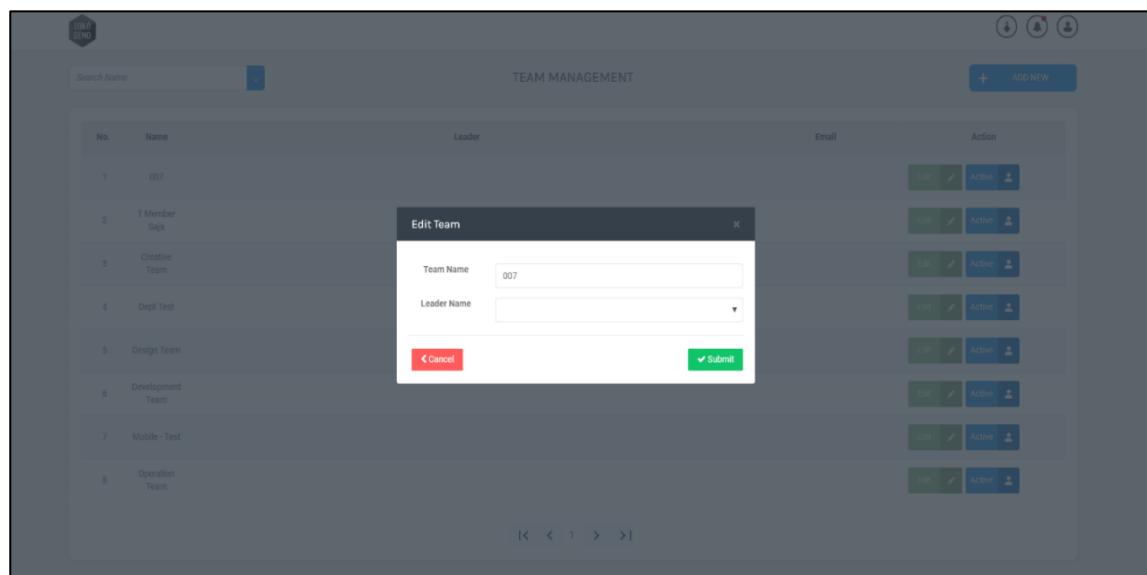 TEAM MANAGEMENT
Search Name
ADD NEW
No. Name Leader Email Action
1 007 Edit Active
2 1 Member Edit Active
Saja
3 Creative Edit Active
Team
4 Dept Test Edit Active
5 Design Team Edit Active
6 Development Edit Active
Team
7 Mobile - Test Edit Active
8 Operation Edit Active
Team
1
Edit Team
Team Name 007
Leader Name
Cancel Submit